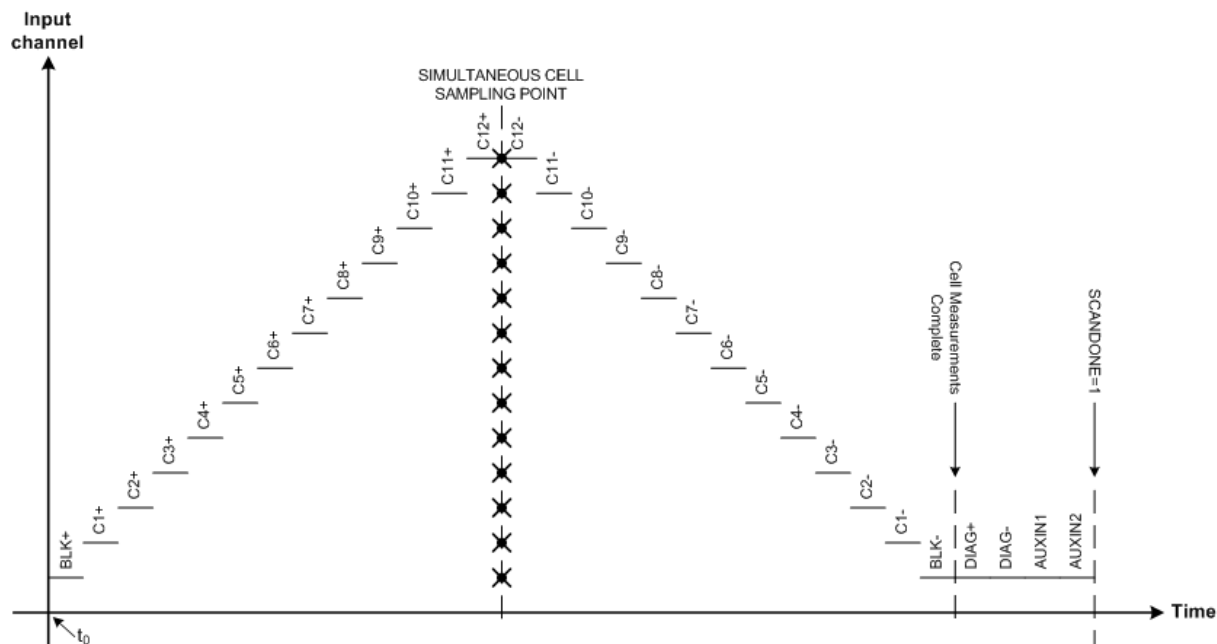 Input
channel
SIMULTANEOUS CELL
SAMPLING POINT
BLK+
C1+
C2+
C3+
C4+
C5+
C6+
C7+
C8+
C9+
C10+
C11+
C12+
C12-
C11-
C10-
C9-
C8-
C7-
C6-
C5-
C4-
C3-
C2-
C1-
BLK-
Cell Measurements
Complete
DIAG+
DIAG-
AUXIN1
AUXIN2
SCANDONE=1
Time
t0